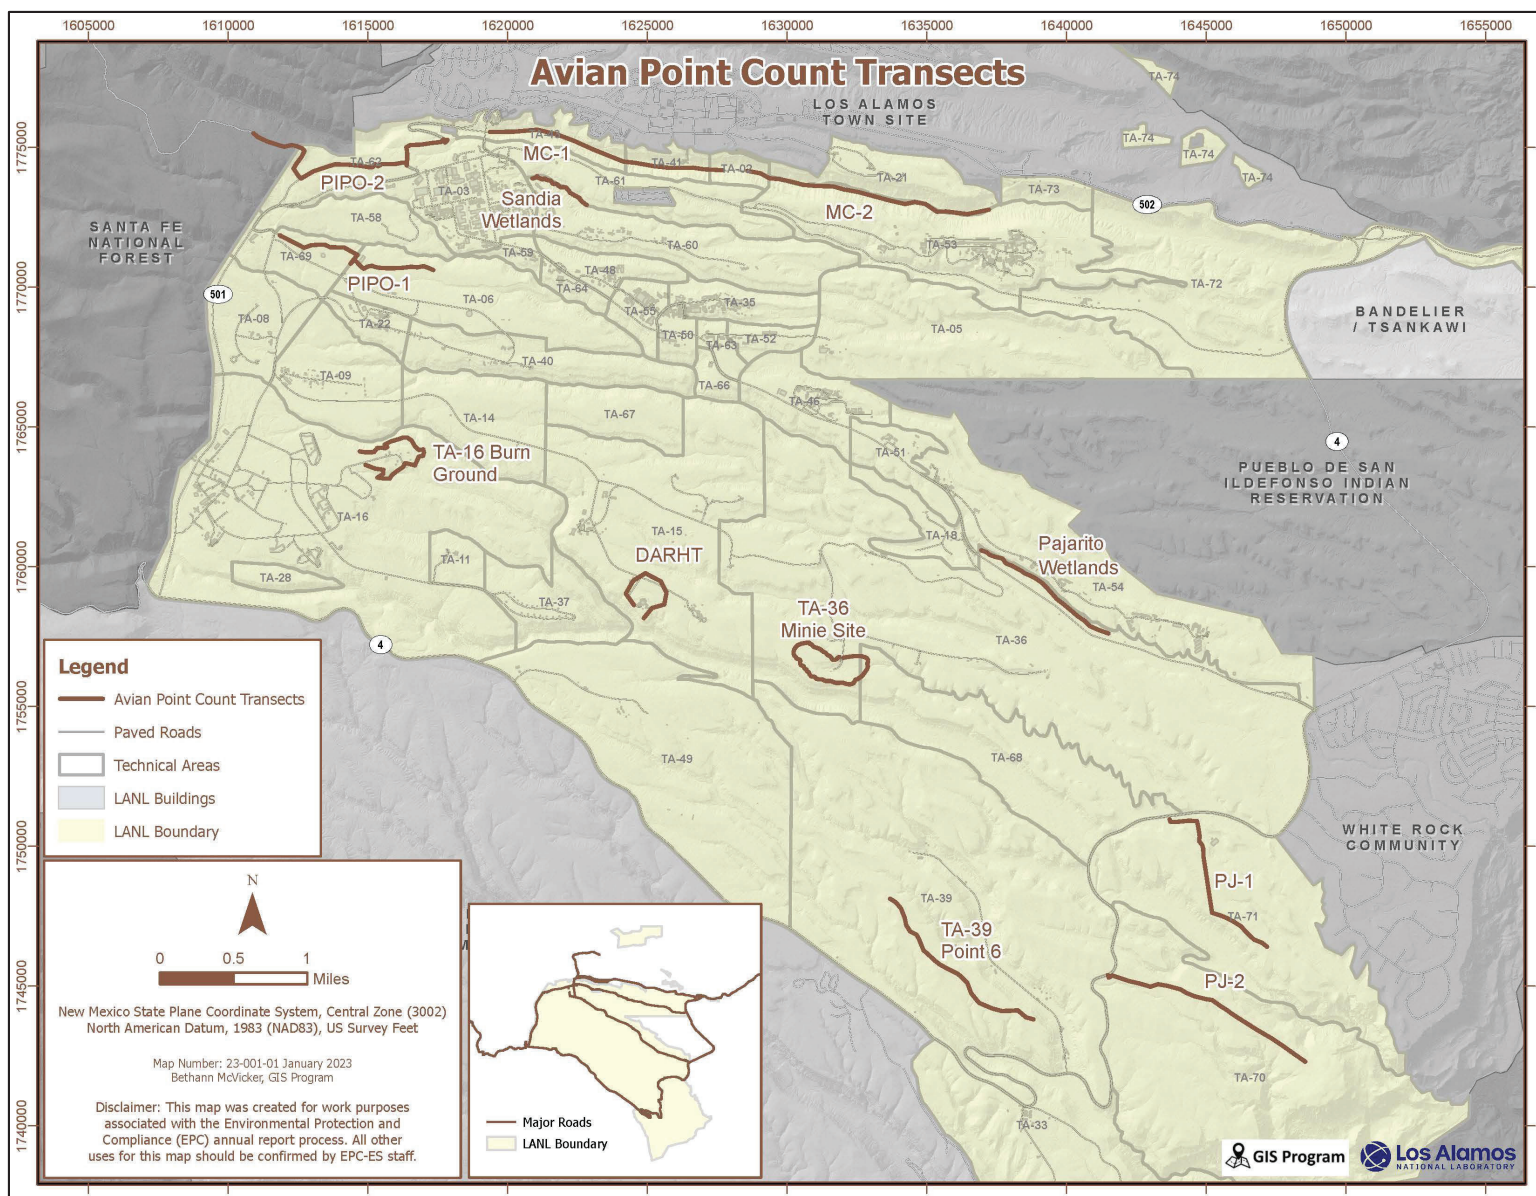 1605000 1610000 1615000 1620000 1625000 1630000 1635000 1640000 1645000 1650000 1655000
Avian Point Count Transects
LOS ALAMOS
TOWN SITE
TA-74
TA-74
TA-74
TA-74
1775000
TA-62
PIPO-2
MC-1
TA-41
TA-02
TA-61
TA-21
TA-73
502
TA-03
Sandia
Wetlands
MC-2
TA-58
SANTA FE
NATIONAL
FOREST
TA-69
TA-59
TA-60
TA-53
PIPO-1
TA-48
TA-64
TA-72
1770000
501
TA-06
TA-55
TA-35
TA-08
TA-22
TA-50
TA-63
TA-52
TA-05
BANDELIER
/ TSANKAWI
TA-40
TA-09
TA-66
TA-46
1765000
TA-14
TA-67
4
TA-16 Burn
Ground
TA-51
PUEBLO DE SAN
ILDEFONSO INDIAN
RESERVATION
TA-16
TA-15
TA-18
Pajarito
Wetlands
1760000
TA-11
DARHT
TA-28
TA-37
TA-54
TA-36
Minie Site
TA-36
4
1755000
TA-49
TA-68
1750000
WHITE ROCK
COMMUNITY
PJ-1
TA-39
TA-71
TA-39
Point 6
1745000
PJ-2
TA-70
1740000
TA-33
Legend
Avian Point Count Transects
Paved Roads
Technical Areas
LANL Buildings
LANL Boundary
N
0 0.5 1
Miles
New Mexico State Plane Coordinate System, Central Zone (3002)
North American Datum, 1983 (NAD83), US Survey Feet
Map Number: 23-001-01 January 2023
Bethann McVicker, GIS Program
Disclaimer: This map was created for work purposes
associated with the Environmental Protection and
Compliance (EPC) annual report process. All other
uses for this map should be confirmed by EPC-ES staff.
Major Roads
LANL Boundary
GIS Program
Los Alamos
NATIONAL LABORATORY